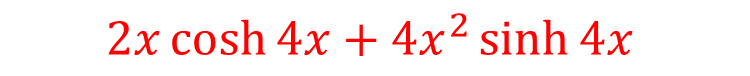 2x cosh 4x + 4x² sinh 4x